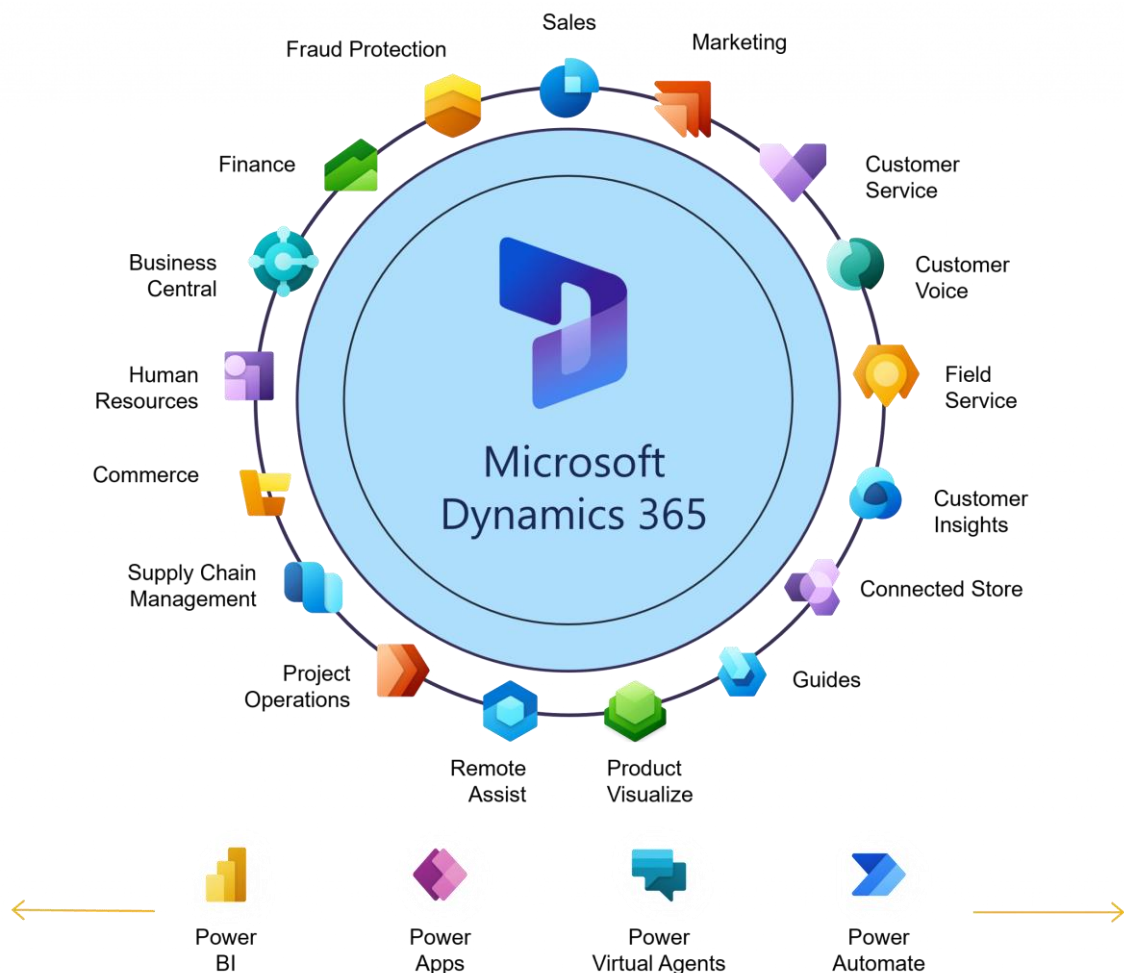 Sales
Marketing
Fraud Protection
Customer
Service
Finance
Customer
Voice
Business
Central
Field
Service
Human
Resources
Commerce
Customer
Insights
Microsoft
Dynamics 365
Supply Chain
Management
Connected Store
Project
Operations
Guides
Remote
Assist
Product
Visualize
Power
BI
Power
Apps
Power
Virtual Agents
Power
Automate